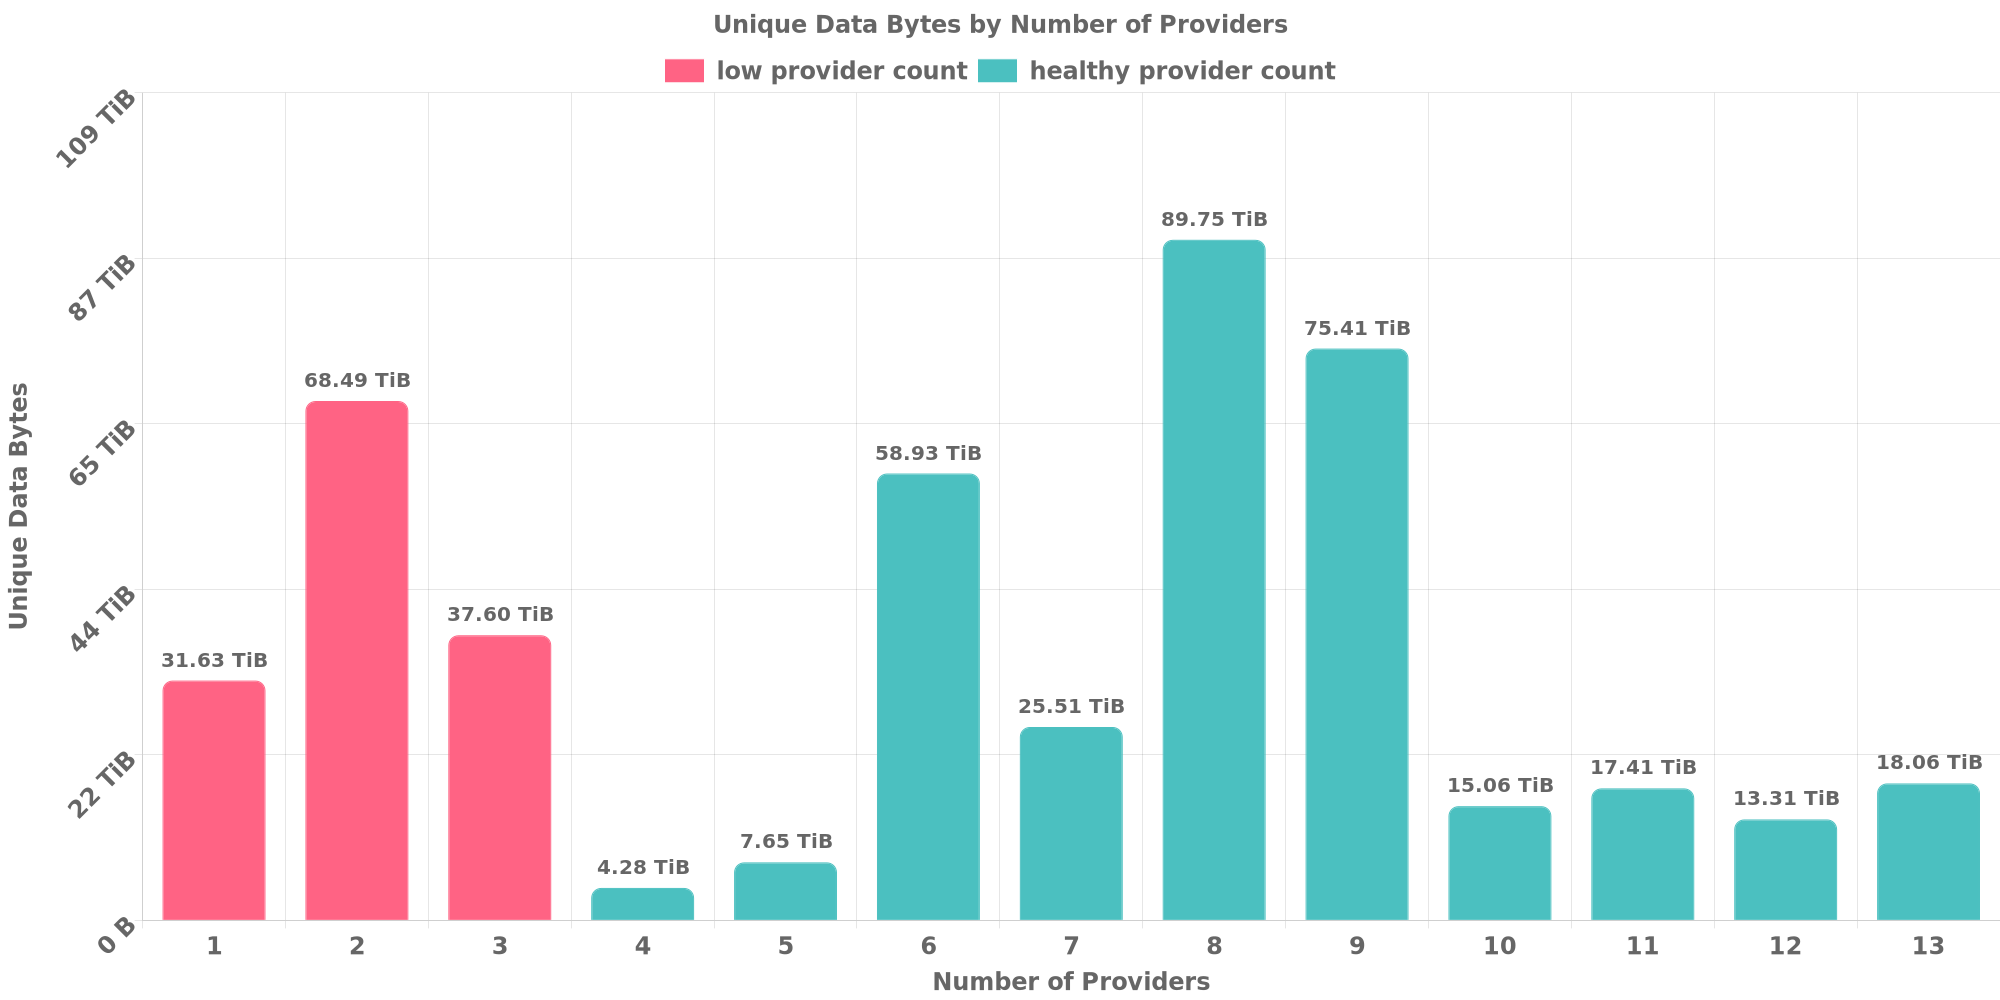 Unique Data Bytes by Number of Providers
low provider count healthy provider count
109 TiB
87 TiB
65 TiB
44 TiB
22 TiB
0 B
Unique Data Bytes
31.63 TiB
68.49 TiB
37.60 TiB
4.28 TiB
7.65 TiB
58.93 TiB
25.51 TiB
89.75 TiB
75.41 TiB
15.06 TiB
17.41 TiB
13.31 TiB
18.06 TiB
1 2 3 4 5 6 7 8 9 10 11 12 13
Number of Providers